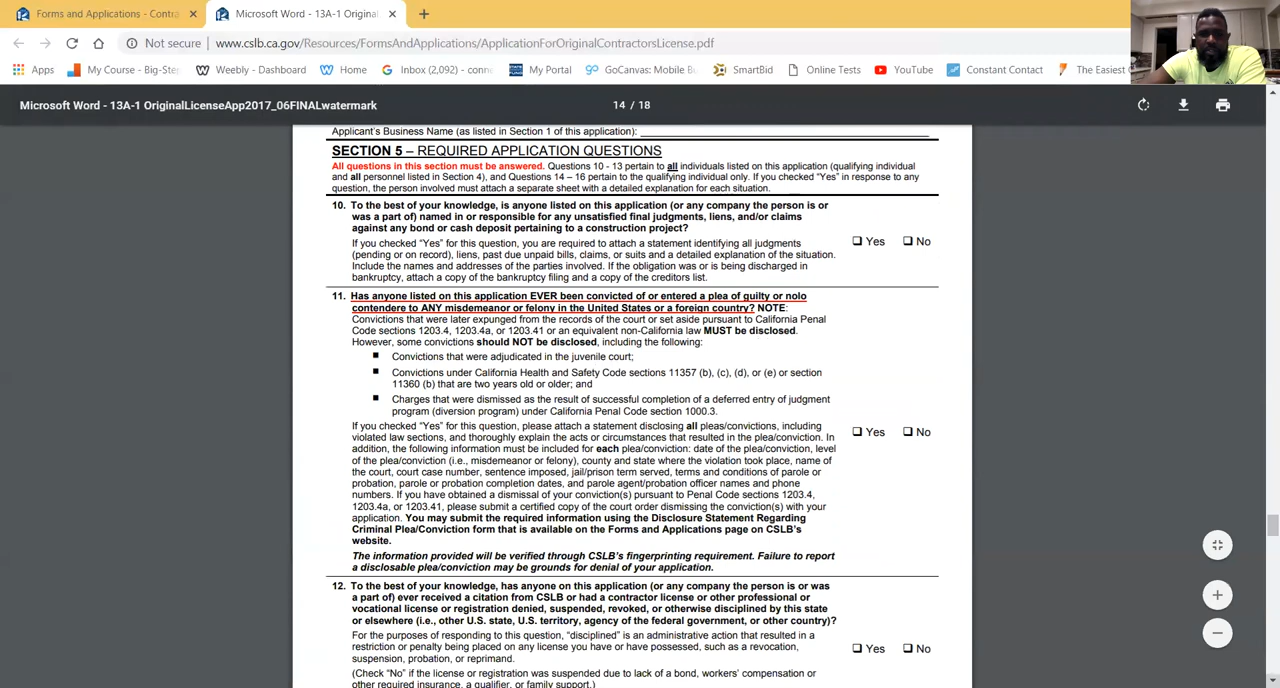 Forms and Applications - Contra
Microsoft Word - 13A-1 Original
Not secure
www.cslb.ca.gov/Resources/FormsAndApplications/ApplicationForOriginalContractorsLicense.pdf
Apps
My Course - Big-Step
Weebly - Dashboard
Home
Inbox (2,092) - conne
My Portal
GoCanvas: Mobile Bu
SmartBid
Online Tests
YouTube
Constant Contact
The Easiest
Microsoft Word - 13A-1 OriginalLicenseApp2017_06FINALwatermark
14 / 18
Applicant's Business Name (as listed in Section 1 of this application):
SECTION 5 – REQUIRED APPLICATION QUESTIONS
All questions in this section must be answered. Questions 10 - 13 pertain to all individuals listed on this application (qualifying individual
and all personnel listed in Section 4), and Questions 14 – 16 pertain to the qualifying individual only. If you checked “Yes” in response to any
question, the person involved must attach a separate sheet with a detailed explanation for each situation.
10. To the best of your knowledge, is anyone listed on this application (or any company the person is or
was a part of) named in or responsible for any unsatisfied final judgments, liens, and/or claims
against any bond or cash deposit pertaining to a construction project?
If you checked “Yes” for this question, you are required to attach a statement identifying all judgments
(pending or on record), liens, past due unpaid bills, claims, or suits and a detailed explanation of the situation.
Include the names and addresses of the parties involved. If the obligation was or is being discharged in
bankruptcy, attach a copy of the bankruptcy filing and a copy of the creditors list.
Yes No
11. Has anyone listed on this application EVER been convicted of or entered a plea of guilty or nolo
contendere to ANY misdemeanor or felony in the United States or a foreign country? NOTE:
Convictions that were later expunged from the records of the court or set aside pursuant to California Penal
Code sections 1203.4, 1203.4a, or 1203.41 or an equivalent non-California law MUST be disclosed.
However, some convictions should NOT be disclosed, including the following:
Convictions that were adjudicated in the juvenile court;
Convictions under California Health and Safety Code sections 11357 (b), (c), (d), or (e) or section
11360 (b) that are two years old or older; and
Charges that were dismissed as the result of successful completion of a deferred entry of judgment
program (diversion program) under California Penal Code section 1000.3.
If you checked “Yes” for this question, please attach a statement disclosing all pleas/convictions, including
violated law sections, and thoroughly explain the acts or circumstances that resulted in the plea/conviction. In
addition, the following information must be included for each plea/conviction: date of the plea/conviction, level
of the plea/conviction (i.e., misdemeanor or felony), county and state where the violation took place, name of
the court, court case number, sentence imposed, jail/prison term served, terms and conditions of parole or
probation, parole or probation completion dates, and parole agent/probation officer names and phone
numbers. If you have obtained a dismissal of your conviction(s) pursuant to Penal Code sections 1203.4,
1203.4a, or 1203.41, please submit a certified copy of the court order dismissing the conviction(s) with your
application. You may submit the required information using the Disclosure Statement Regarding
Criminal Plea/Conviction form that is available on the Forms and Applications page on CSLB's
website.
The information provided will be verified through CSLB's fingerprinting requirement. Failure to report
a disclosable plea/conviction may be grounds for denial of your application.
Yes No
12. To the best of your knowledge, has anyone on this application (or any company the person is or was
a part of) ever received a citation from CSLB or had a contractor license or other professional or
vocational license or registration denied, suspended, revoked, or otherwise disciplined by this state
or elsewhere (i.e., other U.S. state, U.S. territory, agency of the federal government, or other country)?
For the purposes of responding to this question, “disciplined” is an administrative action that resulted in a
restriction or penalty being placed on any license you have or have possessed, such as a revocation,
suspension, probation, or reprimand.
(Check “No” if the license or registration was suspended due to lack of a bond, workers' compensation or
other required insurance, a qualifier, or family support.)
Yes No